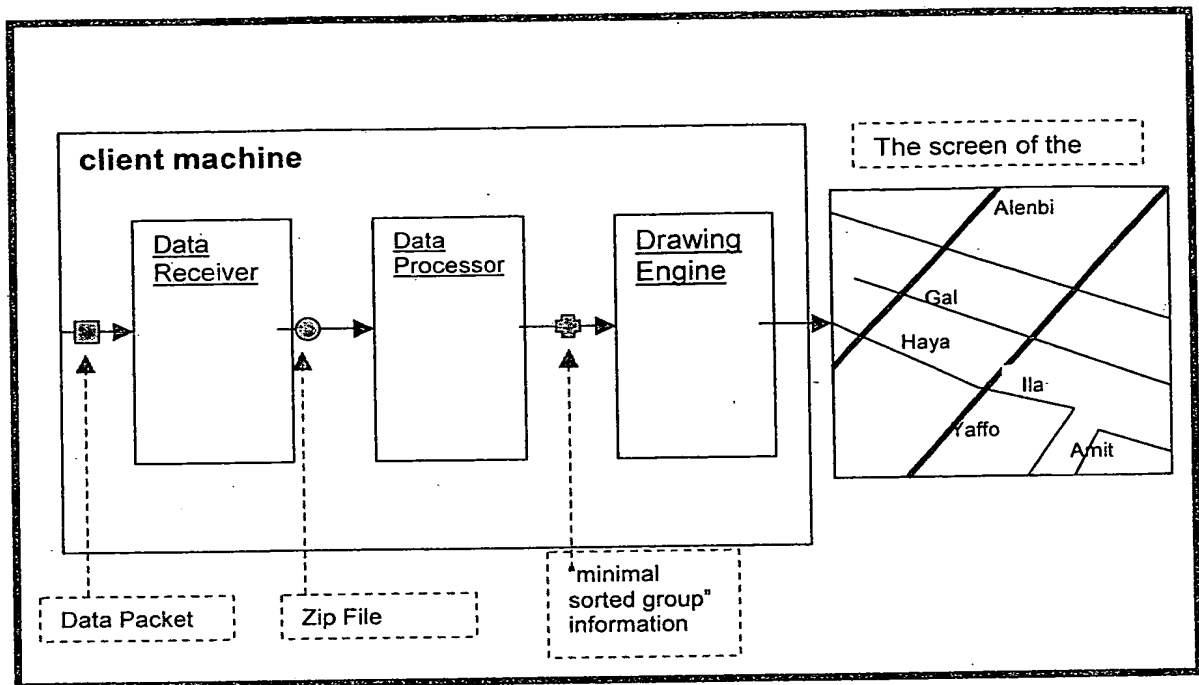 client machine
The screen of the
Data
Receiver
Data
Processor
Drawing
Engine
Alenbi
Gal
Haya
Ila
Yaffo
Amit
Data Packet
Zip File
"minimal
sorted group"
information